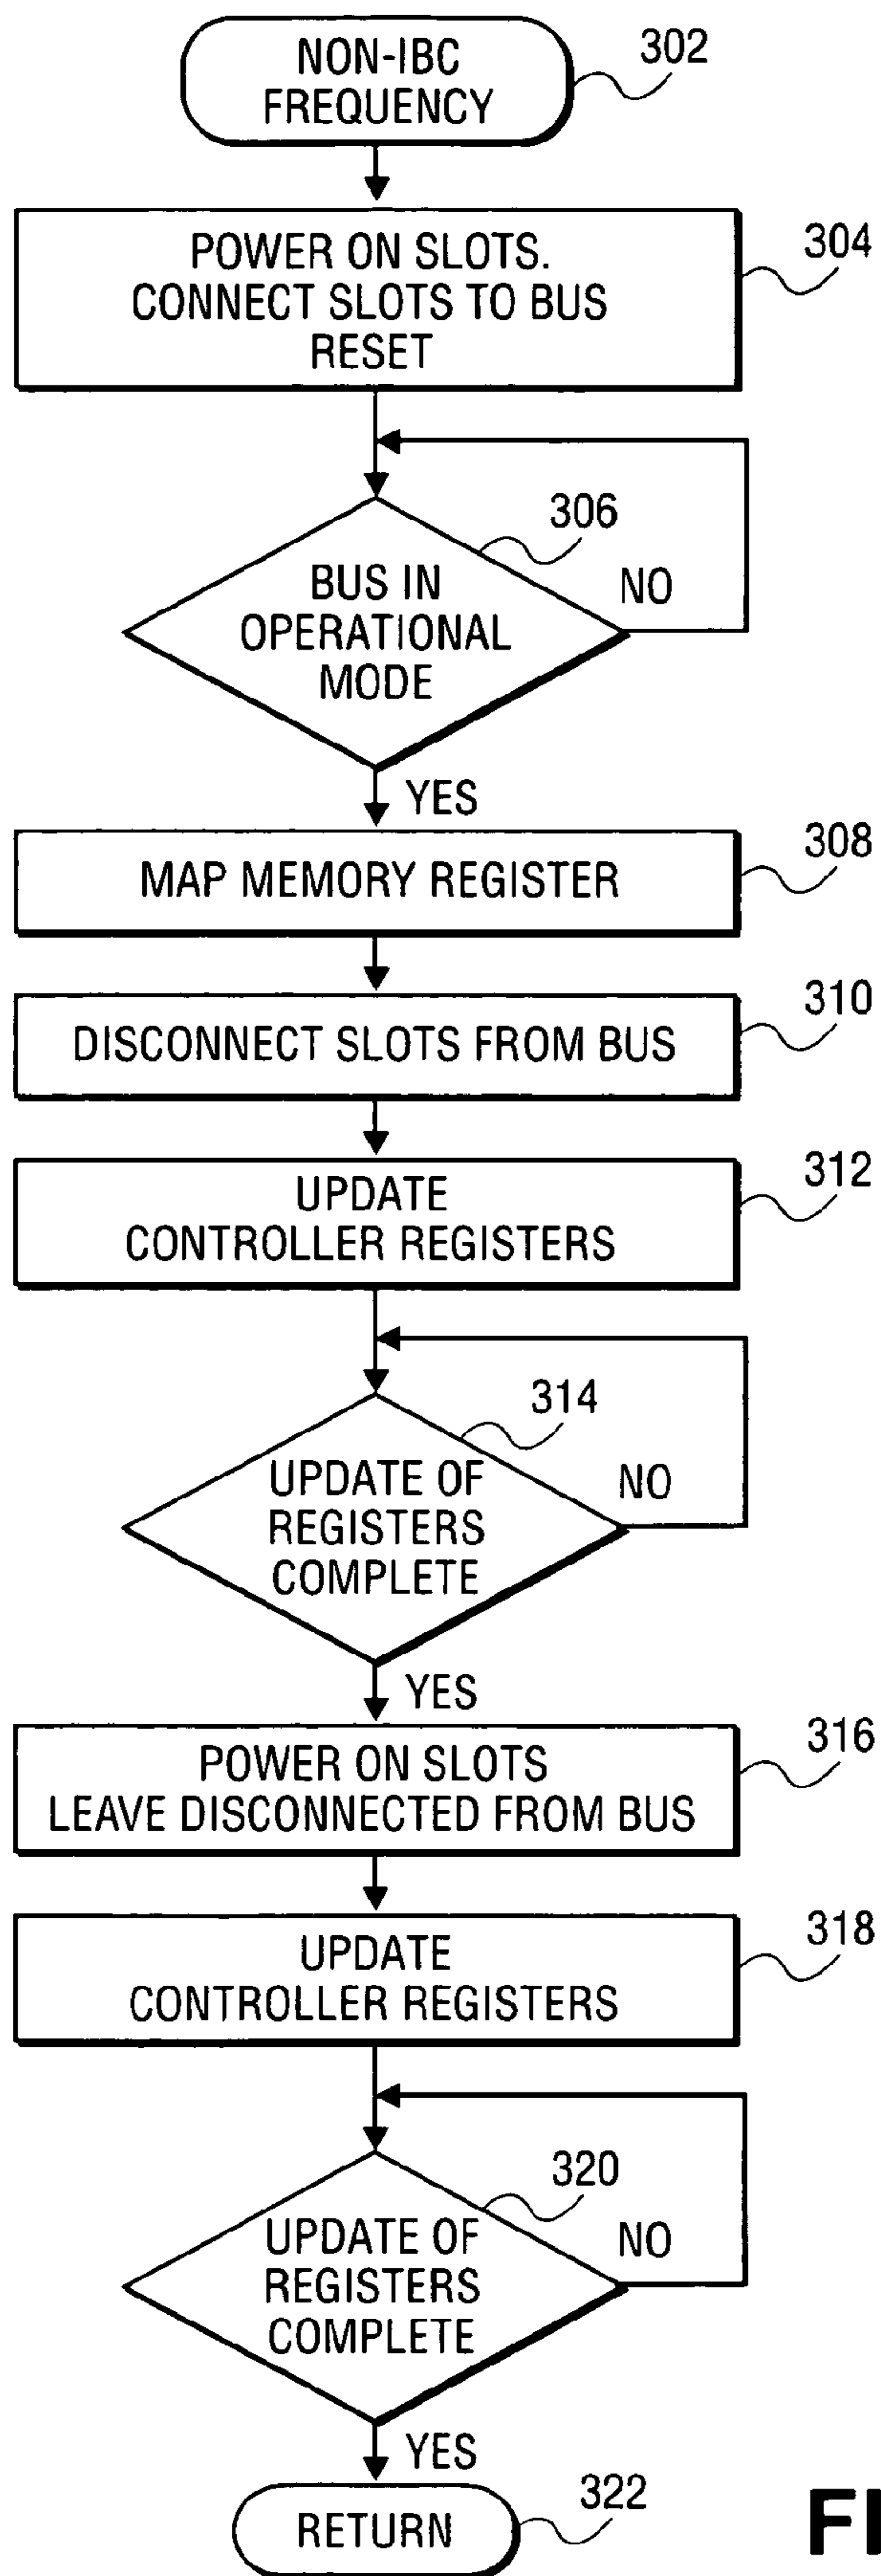 NON-IBC
FREQUENCY
302
POWER ON SLOTS.
CONNECT SLOTS TO BUS
RESET
304
306
BUS IN
OPERATIONAL
MODE
NO
YES
MAP MEMORY REGISTER
308
DISCONNECT SLOTS FROM BUS
310
UPDATE
CONTROLLER REGISTERS
312
314
UPDATE OF
REGISTERS
COMPLETE
NO
YES
POWER ON SLOTS
LEAVE DISCONNECTED FROM BUS
316
UPDATE
CONTROLLER REGISTERS
318
320
UPDATE OF
REGISTERS
COMPLETE
NO
YES
RETURN
322
FI